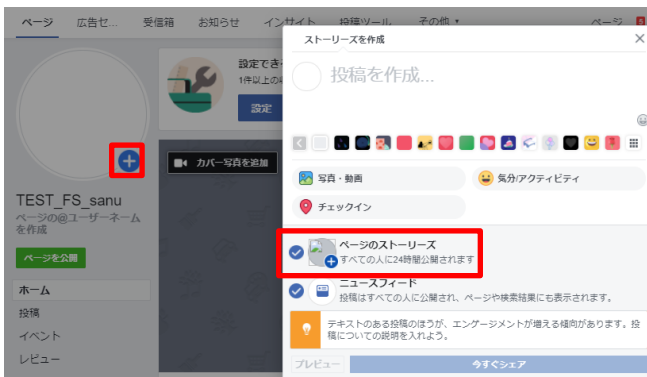 ページ
広告セ...
受信箱
お知らせ
インサイト
投稿ツール
その他
ページ
設定でき
1件以上の
設定
カバー写真を追加
TEST_FS_sanu
ページの@ユーザーネーム
を作成
ページを公開
ホーム
投稿
イベント
レビュー
ストーリーズを作成
投稿を作成...
写真・動画
気分/アクティビティ
チェックイン
ページのストーリーズ
すべての人に24時間公開されます
ニュースフィード
投稿はすべての人に公開され、ページや検索結果にも表示されます。
テキストのある投稿のほうが、エンゲージメントが増える傾向があります。投
稿についての説明を入れよう。
プレビュー
今すぐシェア